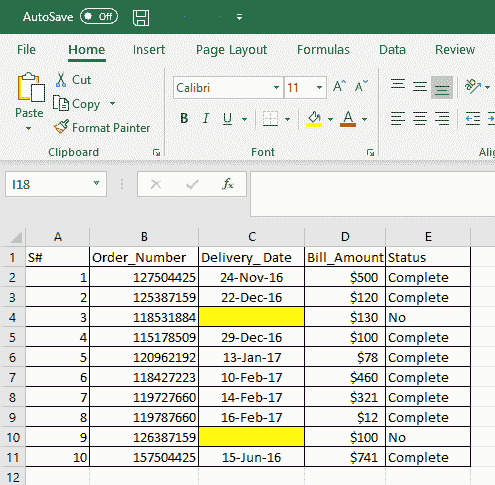 AutoSave Off
File Home Insert Page Layout Formulas Data Review
Paste
Cut
Copy
Format Painter
Clipboard
Calibri 11 A A
B I U A
Font
I18 fx
A B C D E
1 S# Order_Number Delivery_ Date Bill_Amount Status
2 1 127504425 24-Nov-16 $500 Complete
3 2 125387159 22-Dec-16 $120 Complete
4 3 118531884 $130 No
5 4 115178509 29-Dec-16 $100 Complete
6 5 120962192 13-Jan-17 $78 Complete
7 6 118427223 10-Feb-17 $460 Complete
8 7 119727660 14-Feb-17 $321 Complete
9 8 119787660 16-Feb-17 $12 Complete
10 9 126387159 $100 No
11 10 157504425 15-Jun-16 $741 Complete
12